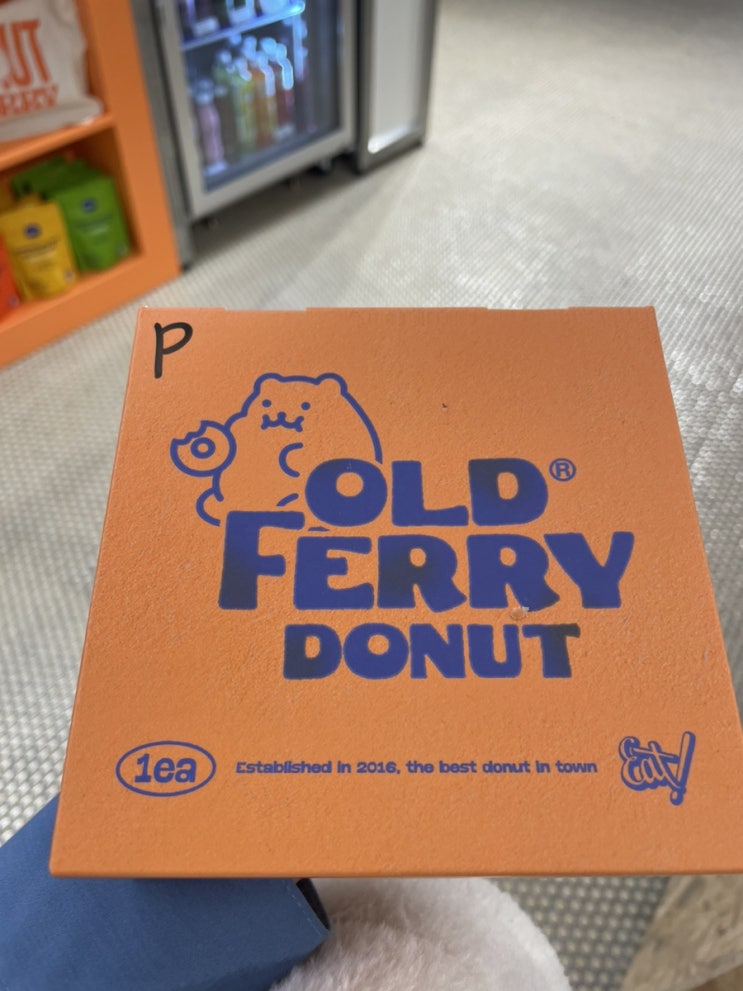 P
OLD®
FERRY
DONUT
1ea
Established in 2016, the best donut in town
Eat!